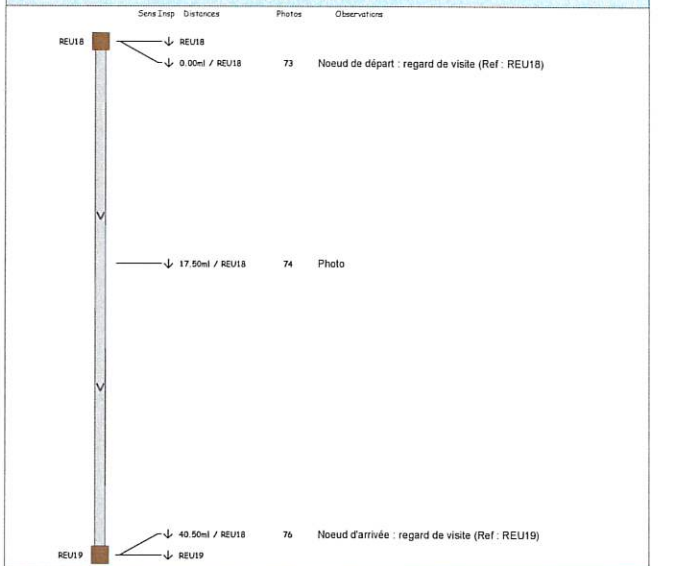 Sens Insp Distances Photos Observations
REU18 REU18
0.00ml / REU18 73 Noeud de départ : regard de visite (Ref : REU18)
17.50ml / REU18 74 Photo
40.50ml / REU18 76 Noeud d'arrivée : regard de visite (Ref : REU19)
REU19 REU19